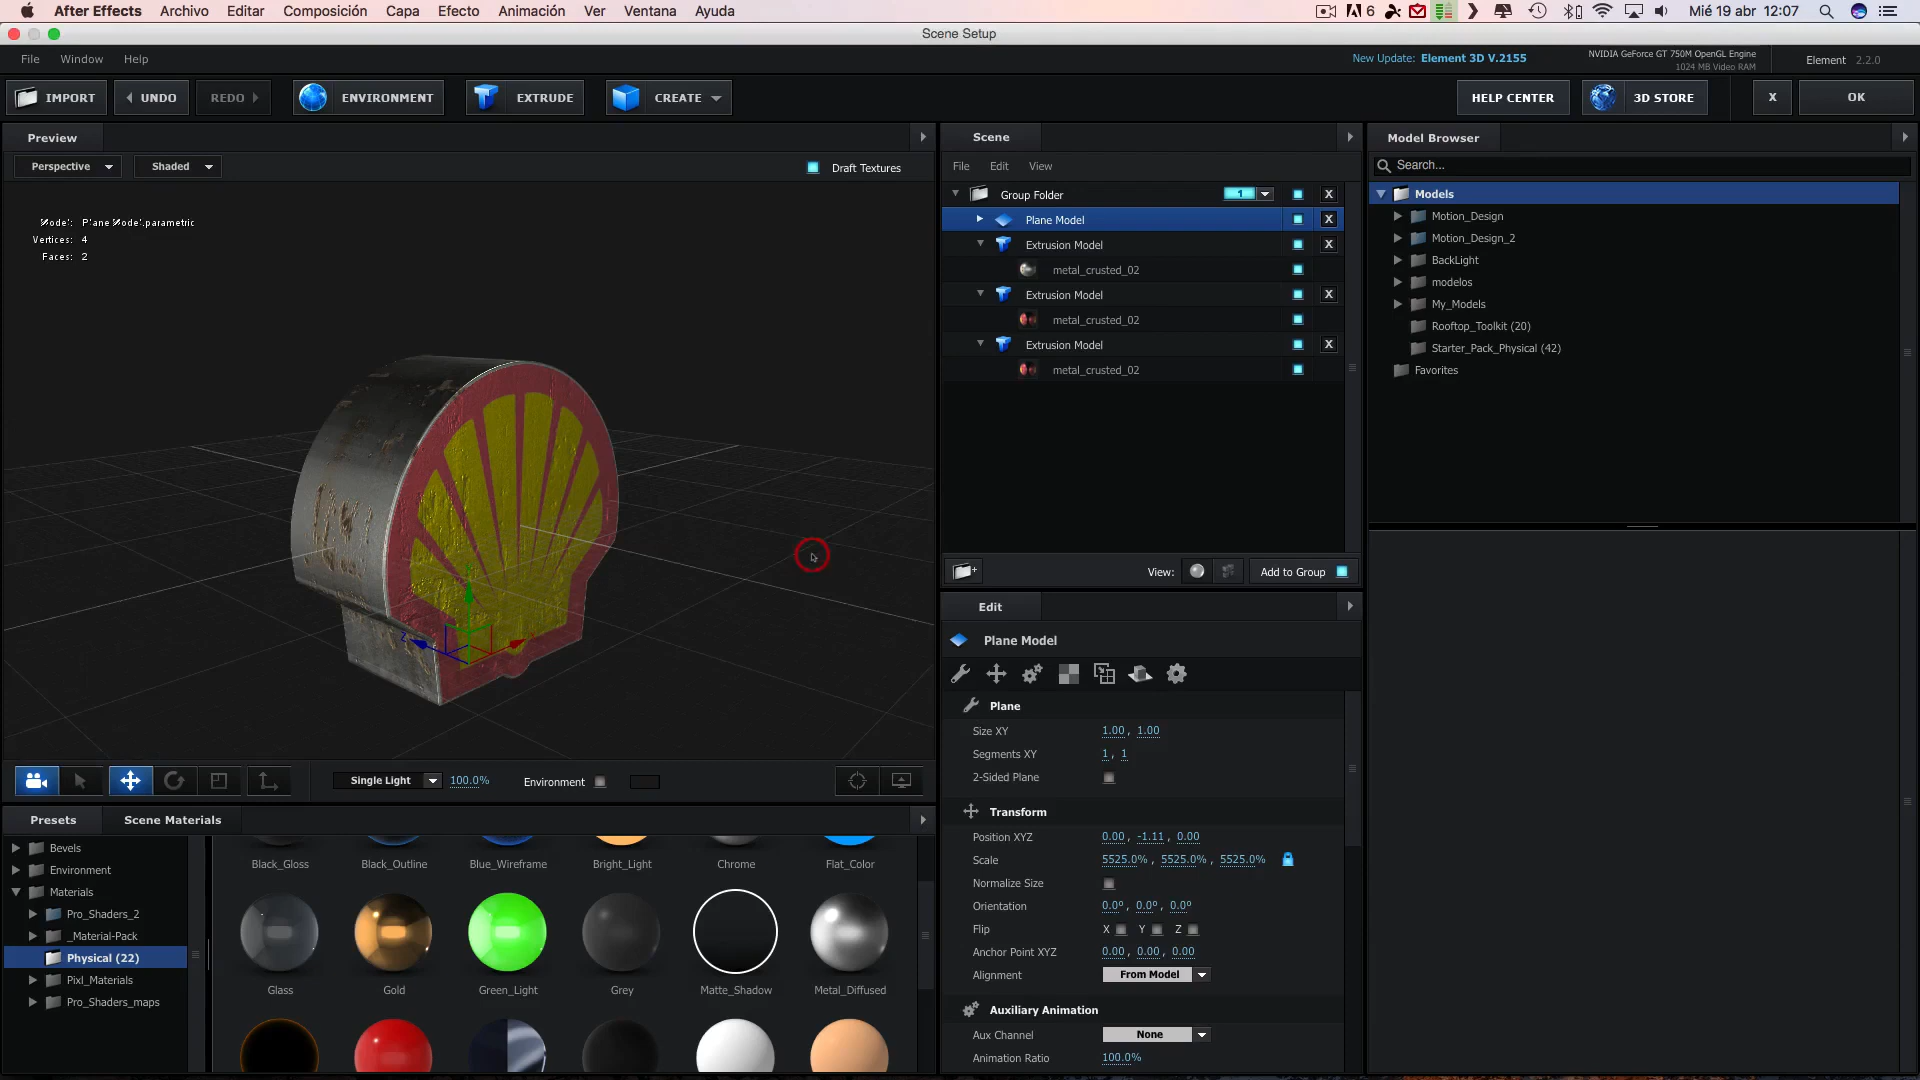 After Effects Archivo Editar Composición Capa Efecto Animación Ver Ventana Ayuda
6 Mié 19 abr 12:07
Scene Setup
File Window Help
New Update: Element 3D V.2155
NVIDIA GeForce GT 750M OpenGL Engine
1024 MB Video RAM
Element 2.2.0
IMPORT UNDO REDO ENVIRONMENT EXTRUDE CREATE HELP CENTER 3D STORE X OK
Preview
Perspective Shaded Draft Textures
Model: Plane Model.parametric
Vertices: 4
Faces: 2
Z
Single Light 100.0% Environment
Presets Scene Materials
Bevels
Environment
Materials
Pro_Shaders_2
_Material-Pack
Physical (22)
Pixl_Materials
Pro_Shaders_maps
Black_Gloss Black_Outline Blue_Wireframe Bright_Light Chrome Flat_Color
Glass Gold Green_Light Grey Matte_Shadow Metal_Diffused
Scene
File Edit View
Group Folder 1 X
Plane Model X
Extrusion Model X
metal_crusted_02
Extrusion Model X
metal_crusted_02
Extrusion Model X
metal_crusted_02
View: Add to Group
Edit
Plane Model
Plane
Size XY 1.00, 1.00
Segments XY 1, 1
2-Sided Plane
Transform
Position XYZ 0.00, -1.11, 0.00
Scale 5525.0%, 5525.0%, 5525.0%
Normalize Size
Orientation 0.0º, 0.0º, 0.0º
Flip X Y Z
Anchor Point XYZ 0.00, 0.00, 0.00
Alignment From Model
Auxiliary Animation
Aux Channel None
Animation Ratio 100.0%
Model Browser
Search...
Models
Motion_Design
Motion_Design_2
BackLight
modelos
My_Models
Rooftop_Toolkit (20)
Starter_Pack_Physical (42)
Favorites